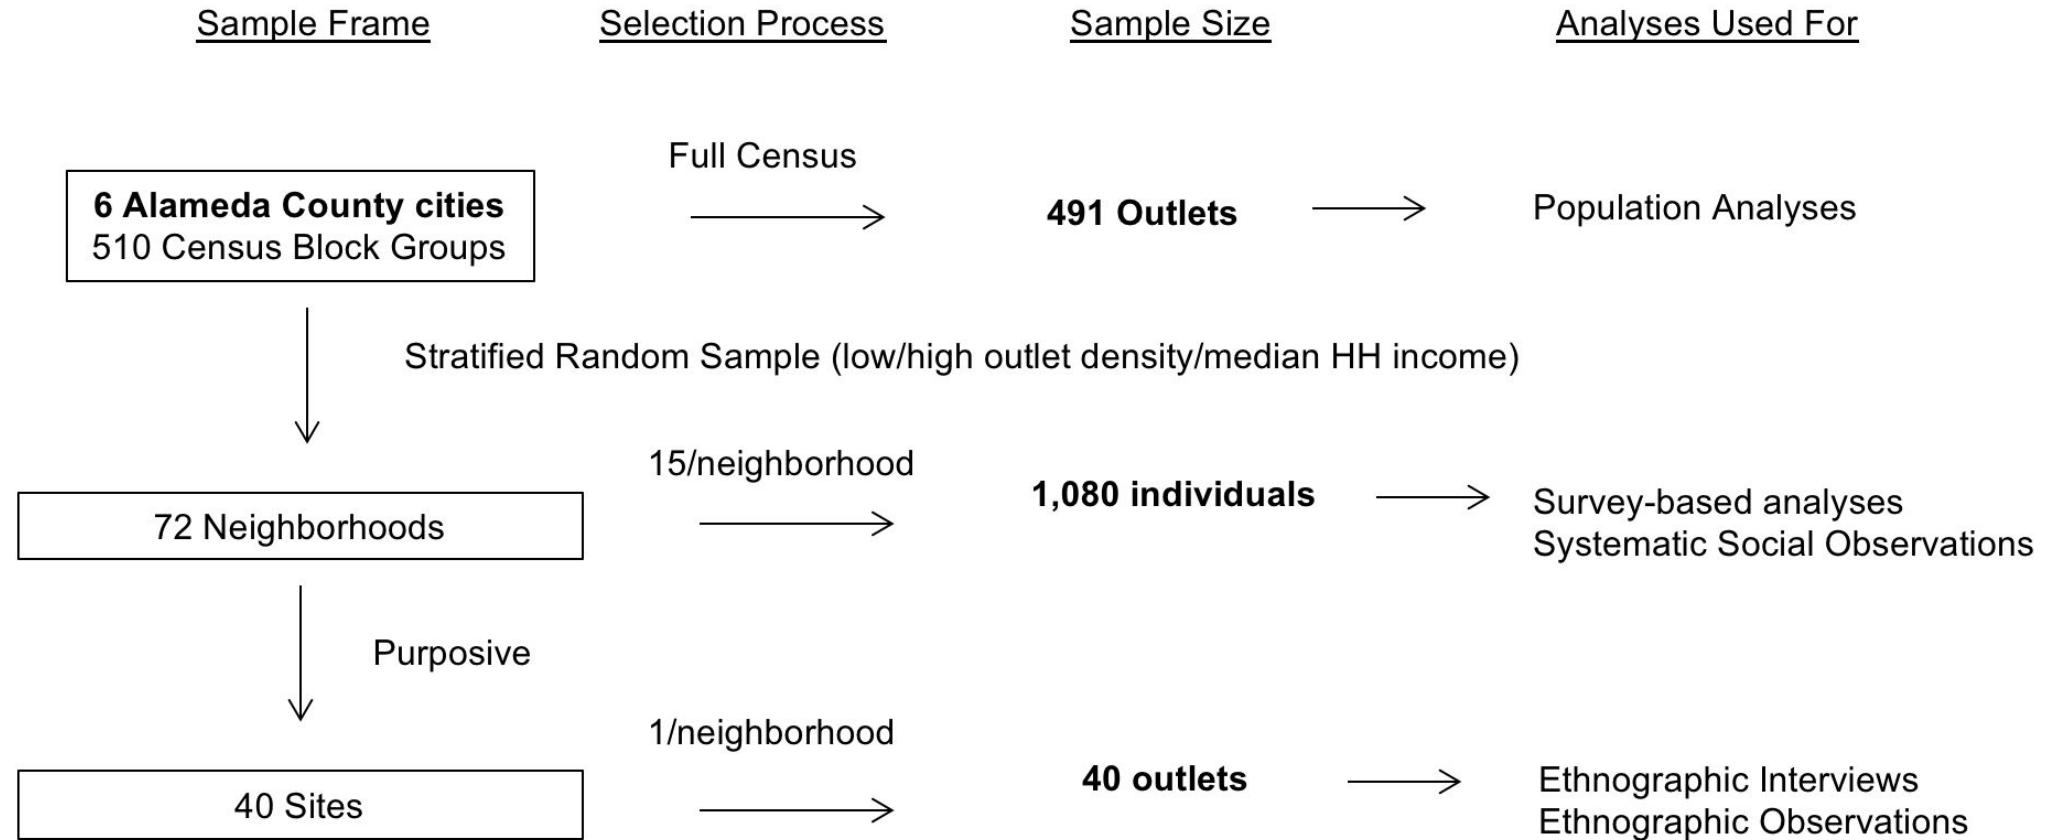 Sample Frame
Selection Process
Sample Size
Analyses Used For
Full Census
6 Alameda County cities
510 Census Block Groups
491 Outlets
Population Analyses
Stratified Random Sample (low/high outlet density/median HH income)
15/neighborhood
72 Neighborhoods
1,080 individuals
Survey-based analyses
Systematic Social Observations
Purposive
1/neighborhood
40 Sites
40 outlets
Ethnographic Interviews
Ethnographic Observations